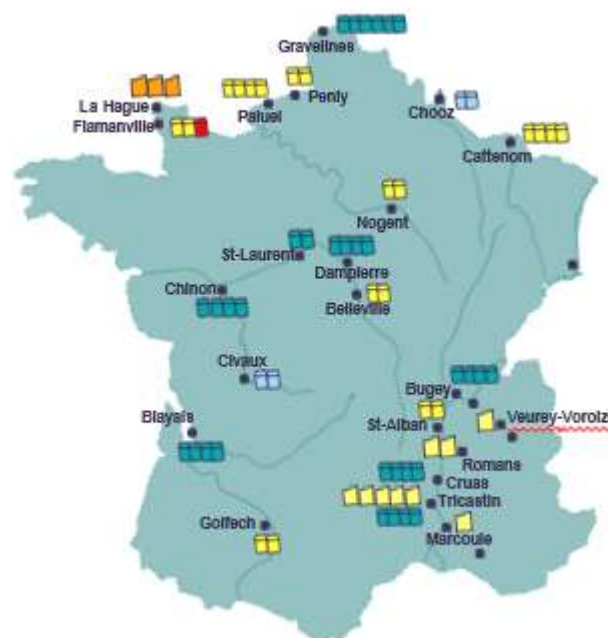 Gravelines
Penly
La Hague
Paluel
Chooz
Flamanville
Cattenom
Nogent
St-Laurent
Dampierre
Chinon
Belleville
Civaux
Bugey
Blayais
St-Alban
Veurey-Voroiz
Romans
Cruas
Tricastin
Golfech
Marcoule